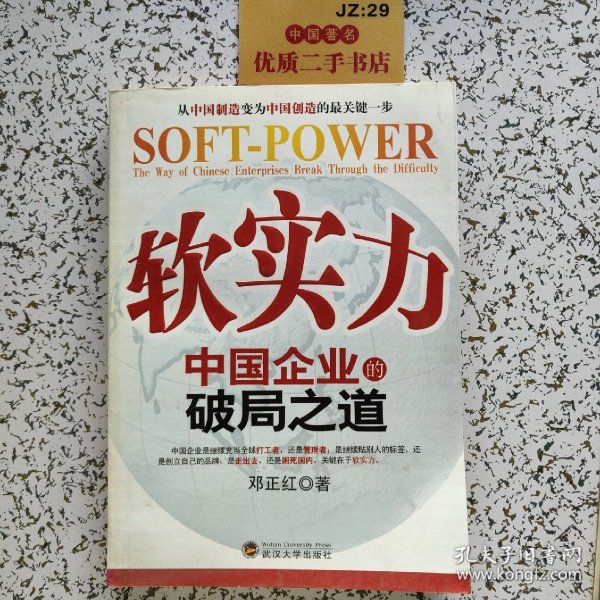 JZ:29
中国著名
优质二手书店
从中国制造变为中国创造的最关键一步
SOFT-POWER
The Way of Chinese Enterprises Break Through the Difficulty
软实力
中国企业的
破局之道
中国企业是继续充当全球打工者，还是管理者；是继续贴别人的标签，还
是创立自己的品牌；是走出去，还是困死国内，关键在于软实力。
邓正红◎著
Wuhan University Press
武汉大学出版社
孔夫子旧书网
www.kongfz.com